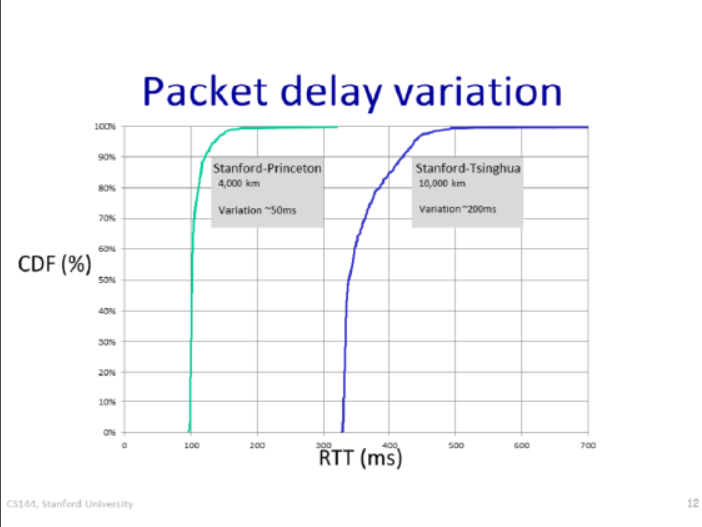 Packet delay variation
100%
90%
80%
70%
60%
50%
40%
30%
20%
10%
0%
CDF (%)
Stanford-Princeton
4,000 km
Variation ~50ms
Stanford-Tsinghua
10,000 km
Variation~200ms
0 100 200 300 400 500 600 700
RTT (ms)
CS144, Stanford University
12